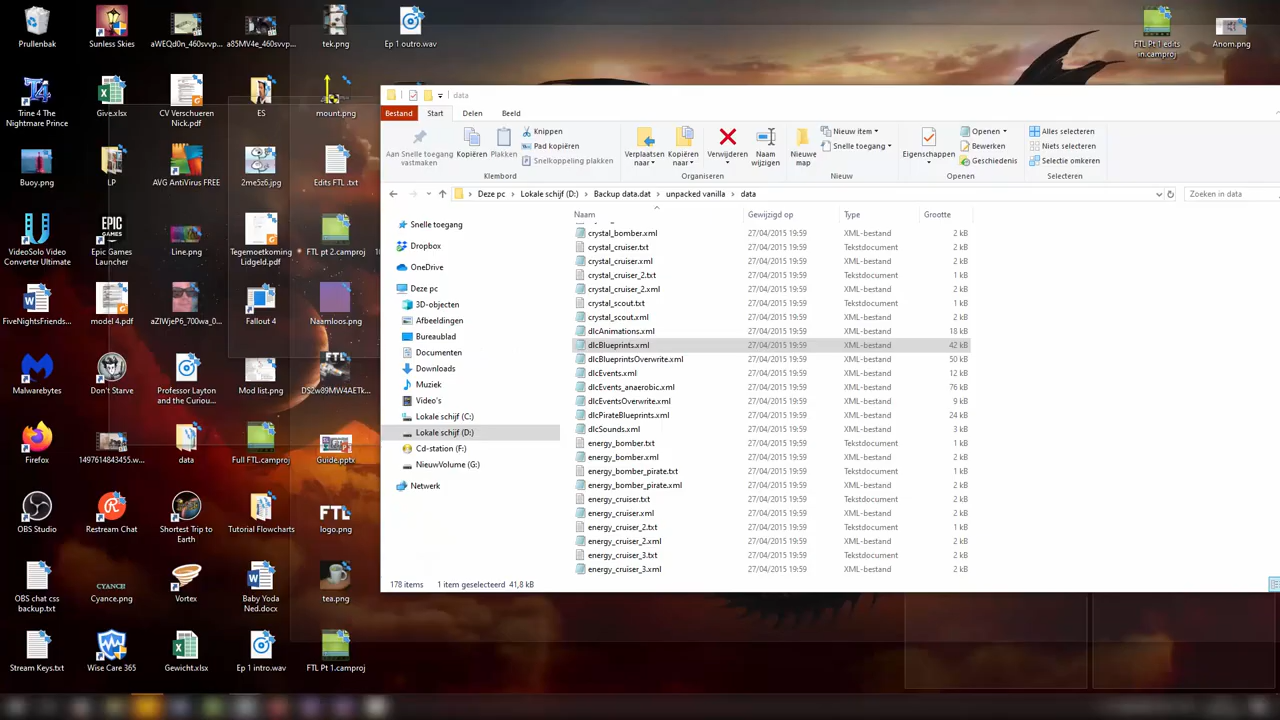 Prullenbak
Sunless Skies
aWEQd0n_460svvp...
a85MV4e_460svvp...
tek.png
Ep 1 outro.wav
FTL Pt 1 edits
in.camproj
Anom.png
Trine 4 The
Nightmare Prince
Give.xlsx
CV Verschueren
Nick.pdf
ES
mount.png
Buoy.png
LP
AVG AntiVirus FREE
2me5z6.jpg
Edits FTL .txt
VideoSolo Video
Converter Ultimate
Epic Games
Launcher
Line.png
Tegemoetkoming
Lidgeld.pdf
FTL pt 2.camproj
FiveNightsFriends...
model 4.pdf
aZIWjeP6_700wa_0...
Fallout 4
Naamloos.png
Malwarebytes
Don't Starve
Professor Layton
and the Curiou...
Mod list.png
FTL
DS2w89MW4AETk...
Firefox
1497614843455.w...
data
Full FTL.camproj
Guide.pptx
OBS Studio
Restream Chat
Shortest Trip to
Earth
Tutorial Flowcharts
FTL
logo.png
OBS chat css
backup.txt
CYANCE!
Cyance.png
Vortex
Baby Yoda
Ned.docx
tea.png
Stream Keys.txt
Wise Care 365
Gewicht.xlsx
Ep 1 intro.wav
FTL Pt 1.camproj
data
Bestand Start Delen Beeld
Aan Snelle toegang
vastmaken
Kopiëren
Plakken
Knippen
Pad kopiëren
Snelkoppeling plakken
Klembord
Verplaatsen
naar
Kopiëren
naar
Verwijderen
Naam
wijzigen
Organiseren
Nieuwe
map
Nieuw item
Snelle toegang
Nieuw
Eigenschappen
Openen
Bewerken
Geschiedenis
Openen
Alles selecteren
Niets selecteren
Selectie omkeren
Selecteren
Deze pc > Lokale schijf (D:) > Backup data.dat > unpacked vanilla > data
Zoeken in data
Snelle toegang
Dropbox
OneDrive
Deze pc
3D-objecten
Afbeeldingen
Bureaublad
Documenten
Downloads
Muziek
Video's
Lokale schijf (C:)
Lokale schijf (D:)
Cd-station (F:)
NieuwVolume (G:)
Netwerk
Naam Gewijzigd op Type Grootte
crystal_bomber.xml 27/04/2015 19:59 XML-bestand 2 kB
crystal_cruiser.txt 27/04/2015 19:59 Tekstdocument 2 kB
crystal_cruiser.xml 27/04/2015 19:59 XML-bestand 2 kB
crystal_cruiser_2.txt 27/04/2015 19:59 Tekstdocument 1 kB
crystal_cruiser_2.xml 27/04/2015 19:59 XML-bestand 2 kB
crystal_scout.txt 27/04/2015 19:59 Tekstdocument 1 kB
crystal_scout.xml 27/04/2015 19:59 XML-bestand 2 kB
dlcAnimations.xml 27/04/2015 19:59 XML-bestand 18 kB
dlcBlueprints.xml 27/04/2015 19:59 XML-bestand 42 kB
dlcBlueprintsOverwrite.xml 27/04/2015 19:59 XML-bestand 50 kB
dlcEvents.xml 27/04/2015 19:59 XML-bestand 12 kB
dlcEvents_anaerobic.xml 27/04/2015 19:59 XML-bestand 76 kB
dlcEventsOverwrite.xml 27/04/2015 19:59 XML-bestand 9 kB
dlcPirateBlueprints.xml 27/04/2015 19:59 XML-bestand 24 kB
dlcSounds.xml 27/04/2015 19:59 XML-bestand 3 kB
energy_bomber.txt 27/04/2015 19:59 Tekstdocument 1 kB
energy_bomber.xml 27/04/2015 19:59 XML-bestand 2 kB
energy_bomber_pirate.txt 27/04/2015 19:59 Tekstdocument 1 kB
energy_bomber_pirate.xml 27/04/2015 19:59 XML-bestand 2 kB
energy_cruiser.txt 27/04/2015 19:59 Tekstdocument 2 kB
energy_cruiser.xml 27/04/2015 19:59 XML-bestand 2 kB
energy_cruiser_2.txt 27/04/2015 19:59 Tekstdocument 1 kB
energy_cruiser_2.xml 27/04/2015 19:59 XML-bestand 2 kB
energy_cruiser_3.txt 27/04/2015 19:59 Tekstdocument 2 kB
energy_cruiser_3.xml 27/04/2015 19:59 XML-bestand 2 kB
178 items 1 item geselecteerd 41,8 kB